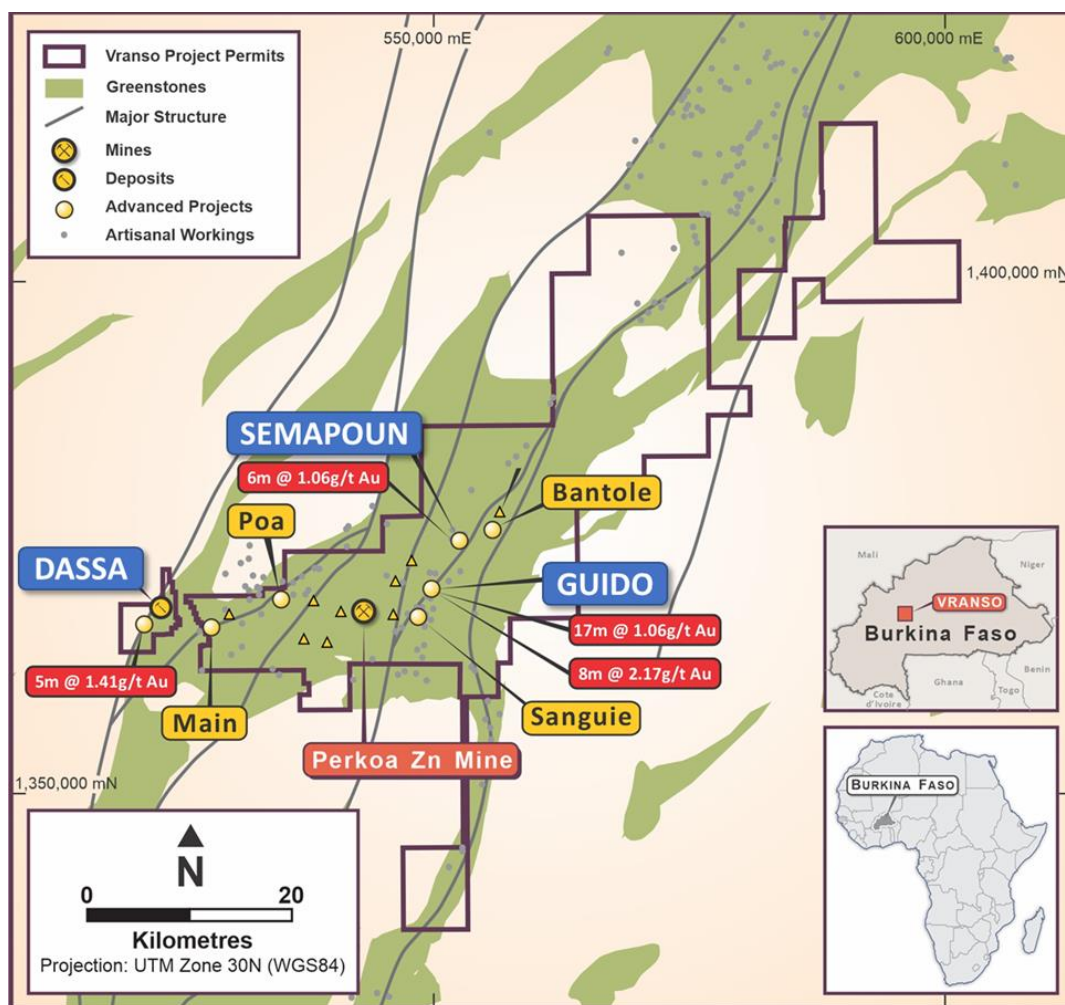 550,000 mE
600,000 mE
Vranso Project Permits
Greenstones
Major Structure
Mines
Deposits
Advanced Projects
Artisanal Workings
1,400,000 mN
SEMAPOUN
6m @ 1.06g/t Au
Bantole
Poa
DASSA
GUIDO
17m @ 1.06g/t Au
5m @ 1.41g/t Au
8m @ 2.17g/t Au
Main
Sanguie
Perkoa Zn Mine
1,350,000 mN
N
0 20
Kilometres
Projection: UTM Zone 30N (WGS84)
Mali
Niger
VRANSO
Burkina Faso
Benin
Ghana
Togo
Cote
d'Ivoire
BURKINA FASO